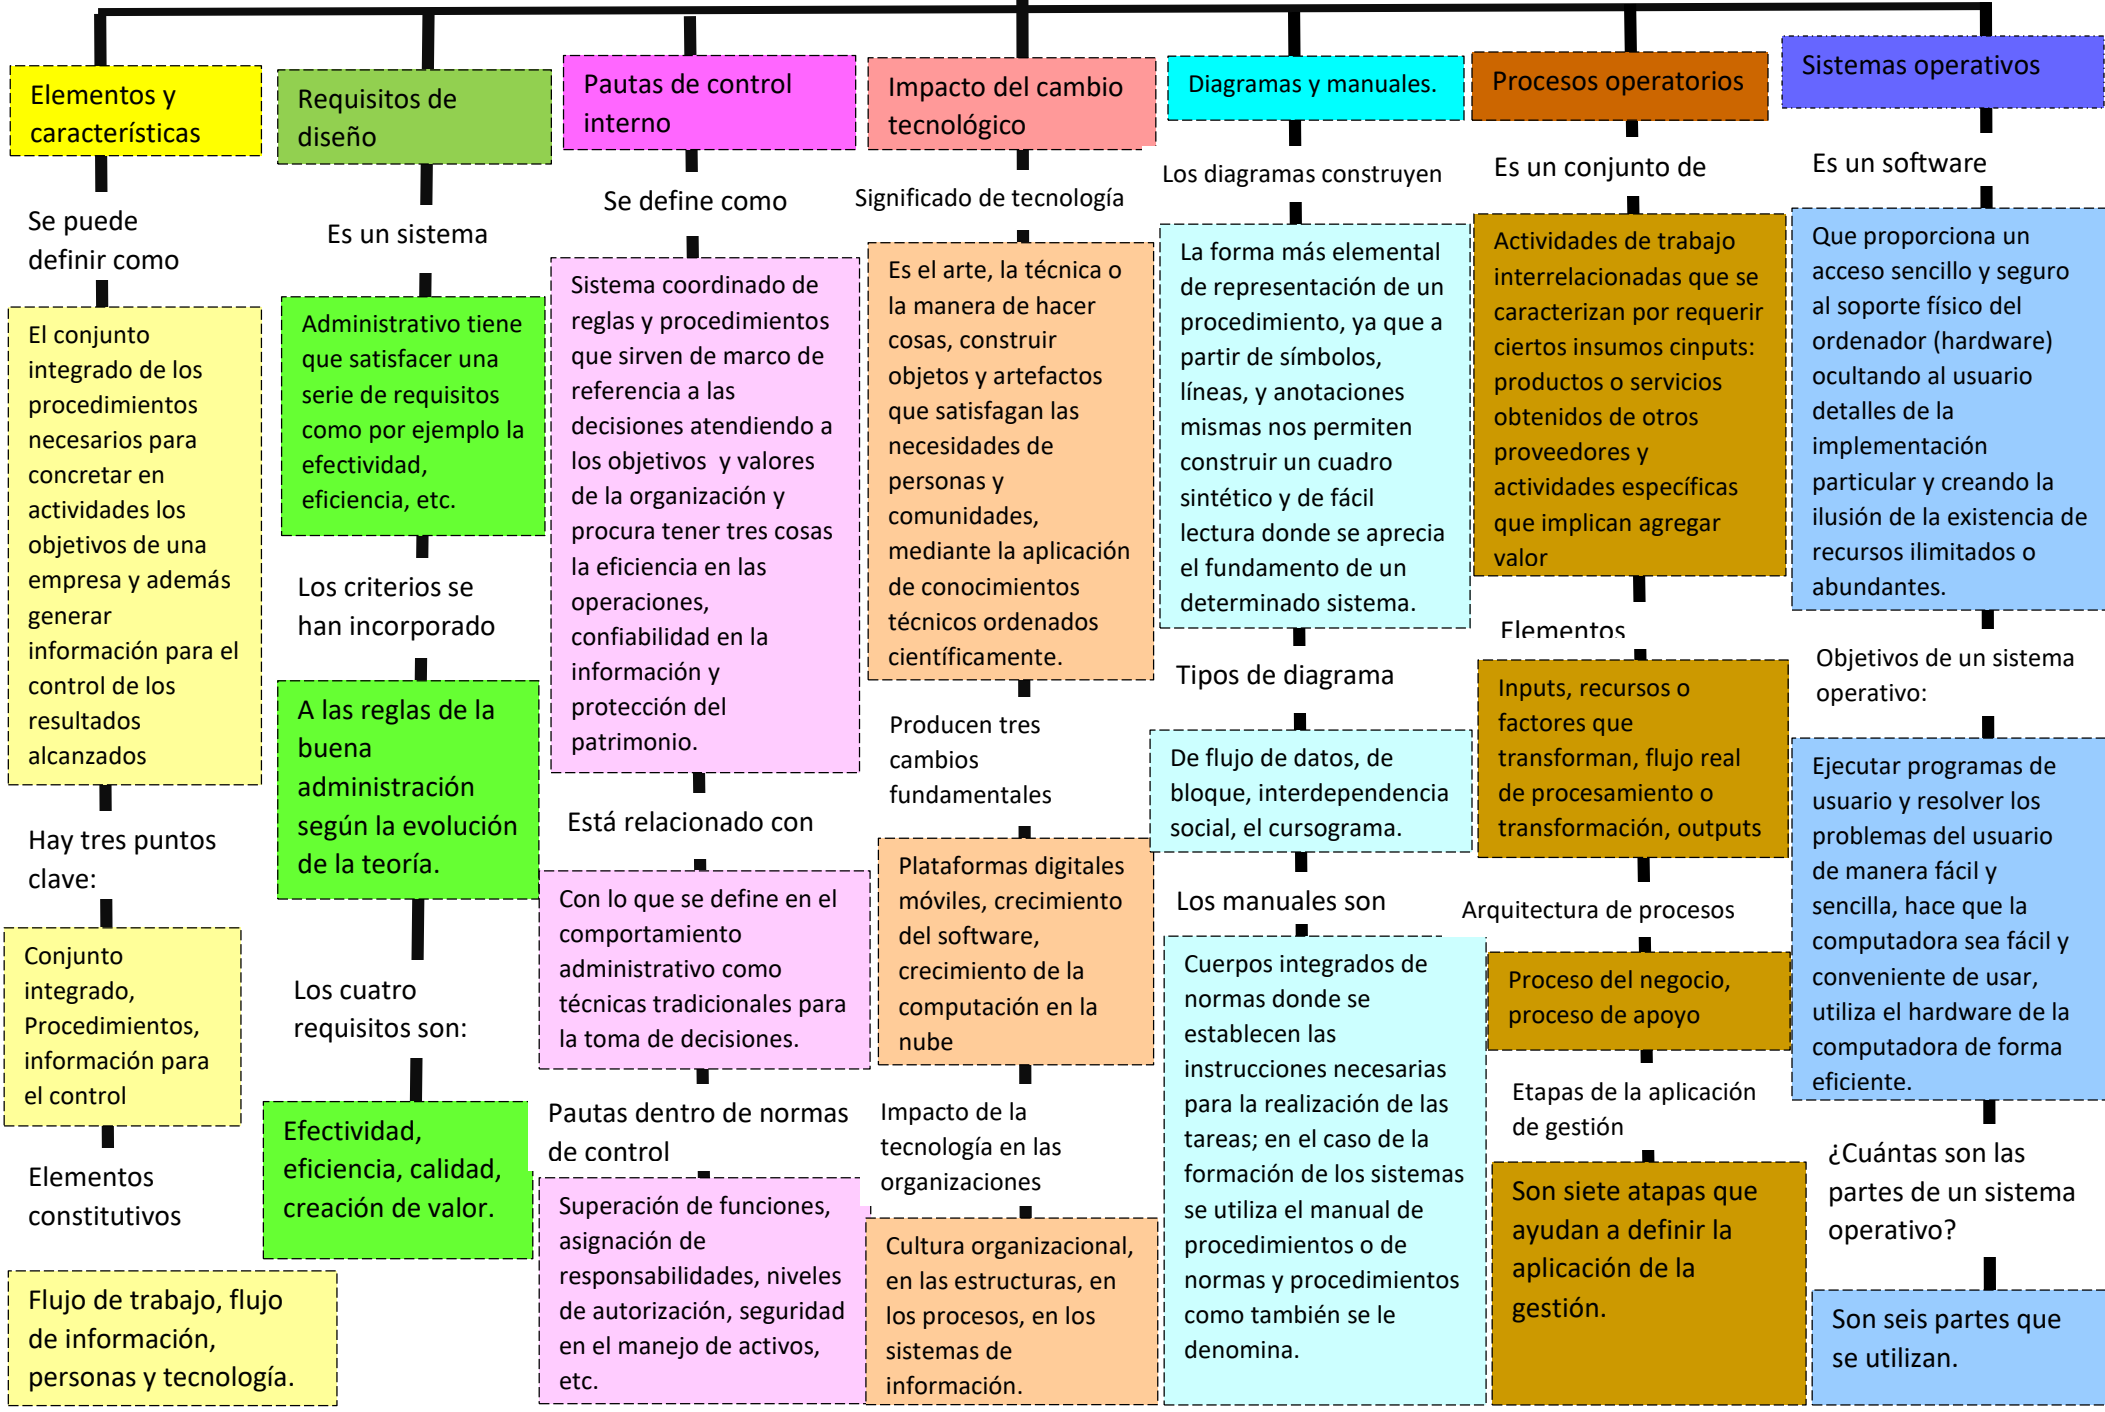 Elementos y
característícas
Se puede
definir como
El conjunto
integrado de los
procedimientos
necesarios para
concretar en
actividades los
objetivos de una
empresa y además
generar
información para el
control de los
resultados
alcanzados
Hay tres puntos
clave:
Conjunto
integrado,
Procedimientos,
información para
el control
Elementos
constitutivos
Flujo de trabajo, flujo
de información,
personas y tecnología.
Requisitos de
diseño
Es un sistema
Administrativo tiene
que satisfacer una
serie de requisitos
como por ejemplo la
efectividad,
eficiencia, etc.
Los criterios se
han incorporado
A las reglas de la
buena
administración
según la evolución
de la teoría.
Los cuatro
requisitos son:
Efectividad,
eficiencia, calidad,
creación de valor.
Pautas de control
interno
Se define como
Sistema coordinado de
reglas y procedimientos
que sirven de marco de
referencia a las
decisiones atendiendo a
los objetivos y valores
de la organización y
procura tener tres cosas
la eficiencia en las
operaciones,
confiabilidad en la
información y
protección del
patrimonio.
Está relacionado con
Con lo que se define en el
comportamiento
administrativo como
técnicas tradicionales para
la toma de decisiones.
Pautas dentro de normas
de control
Superación de funciones,
asignación de
responsabilidades, niveles
de autorización, seguridad
en el manejo de activos,
etc.
Impacto del cambio
tecnológico
Significado de tecnología
Es el arte, la técnica o
la manera de hacer
cosas, construir
objetos y artefactos
que satisfagan las
necesidades de
personas y
comunidades,
mediante la aplicación
de conocimientos
técnicos ordenados
científicamente.
Producen tres
cambios
fundamentales
Plataformas digitales
móviles, crecimiento
del software,
crecimiento de la
computación en la
nube
Impacto de la
tecnología en las
organizaciones
Cultura organizacional,
en las estructuras, en
los procesos, en los
sistemas de
información.
Diagramas y manuales.
Los diagramas construyen
La forma más elemental
de representación de un
procedimiento, ya que a
partir de símbolos,
líneas, y anotaciones
mismas nos permiten
construir un cuadro
sintético y de fácil
lectura donde se aprecia
el fundamento de un
determinado sistema.
Tipos de diagrama
De flujo de datos, de
bloque, interdependencia
social, el cursograma.
Los manuales son
Cuerpos integrados de
normas donde se
establecen las
instrucciones necesarias
para la realización de las
tareas; en el caso de la
formación de los sistemas
se utiliza el manual de
procedimientos o de
normas y procedimientos
como también se le
denomina.
Procesos operatorios
Es un conjunto de
Actividades de trabajo
interrelacionadas que se
caracterizan por requerir
ciertos insumos cinputs:
productos o servicios
obtenidos de otros
proveedores y
actividades específicas
que implican agregar
valor
Elementos
Inputs, recursos o
factores que
transforman, flujo real
de procesamiento o
transformación, outputs
Arquitectura de procesos
Proceso del negocio,
proceso de apoyo
Etapas de la aplicación
de gestión
Son siete atapas que
ayudan a definir la
aplicación de la
gestión.
Sistemas operativos
Es un software
Que proporciona un
acceso sencillo y seguro
al soporte físico del
ordenador (hardware)
ocultando al usuario
detalles de la
implementación
particular y creando la
ilusión de la existencia de
recursos ilimitados o
abundantes.
Objetivos de un sistema
operativo:
Ejecutar programas de
usuario y resolver los
problemas del usuario
de manera fácil y
sencilla, hace que la
computadora sea fácil y
conveniente de usar,
utiliza el hardware de la
computadora de forma
eficiente.
¿Cuántas son las
partes de un sistema
operativo?
Son seis partes que
se utilizan.